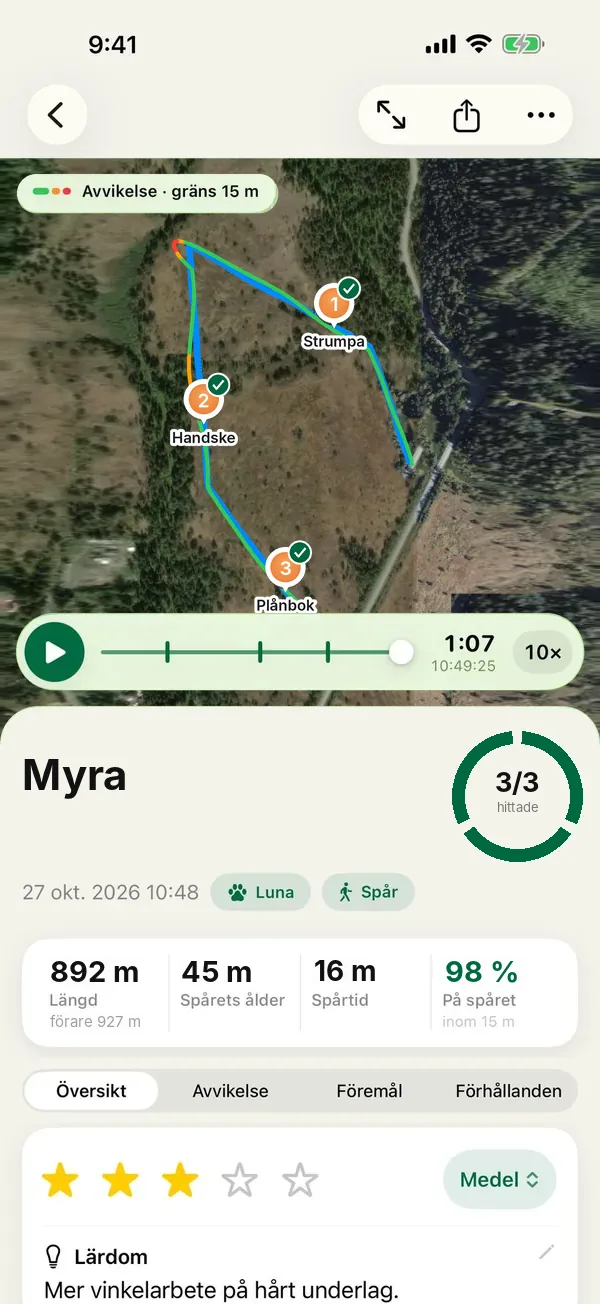 9:41
Avvikelse · gräns 15 m
1
Strumpa
2
Handske
3
Plånbok
1:07
10:49:25
10×
Myra
3/3
hittade
27 okt. 2026 10:48
Luna
Spår
892 m
45 m
16 m
98 %
Längd
Spårets ålder
Spårtid
På spåret
förare 927 m
inom 15 m
Översikt
Avvikelse
Föremål
Förhållanden
Medel
Lärdom
Mer vinkelarbete på hårt underlag.